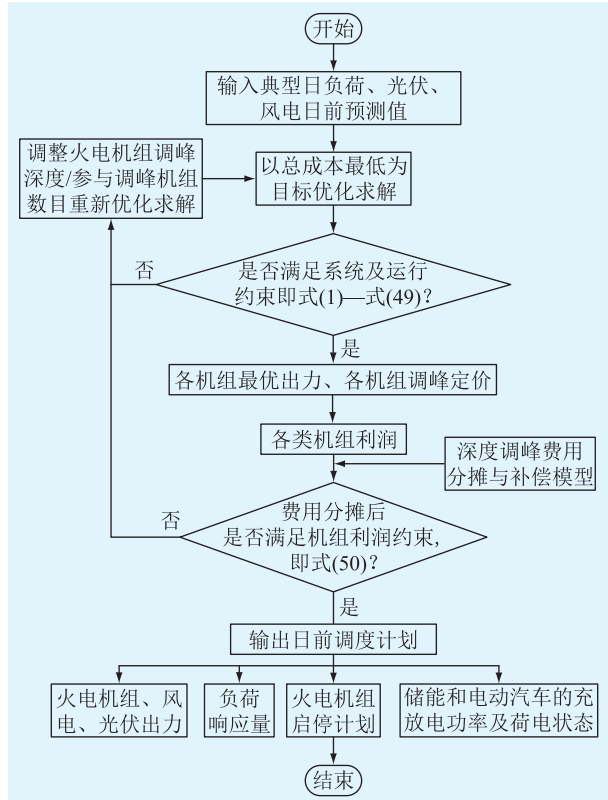 开始
输入典型日负荷、光伏、
风电日前预测值
调整火电机组调峰
深度/参与调峰机组
数目重新优化求解
以总成本最低为
目标优化求解
否
是否满足系统及运行
约束即式(1)—式(49)?
是
各机组最优出力、各机组调峰定价
各类机组利润
深度调峰费用
分摊与补偿模型
否
费用分摊后
是否满足机组利润约束,
即式(50)?
是
输出日前调度计划
火电机组、风
电、光伏出力
负荷
响应量
火电机组
启停计划
储能和电动汽车的充
放电功率及荷电状态
结束